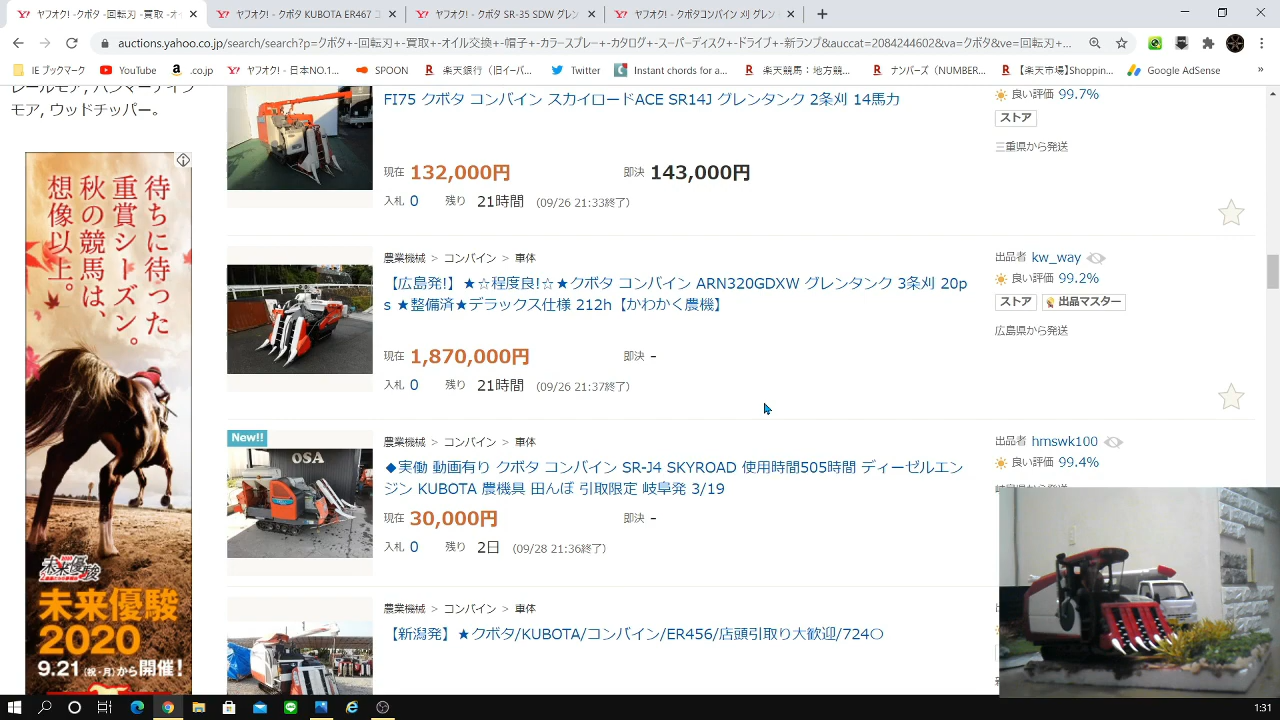 ヤフオク! -クボタ -回転刃 -買取 -オ
ヤフオク! - クボタ KUBOTA ER467 コ
ヤフオク! - クボタ SR-35 SDW グレン
ヤフオク! - クボタコンバイン 刈 グレン
auctions.yahoo.co.jp/search/search?p=クボタ+-回転刃+-買取+-オイル交換+-帽子+-カラースプレー+-カタログ+-スーパーディスク+-ドライブ+-新ランプ&auccat=2084244602&va=クボタ&ve=回転刃+...
IE ブックマーク
YouTube
.co.jp
ヤフオク! - 日本NO.1...
SPOON
楽天銀行（旧イーバ...
Twitter
Instant chords for a...
楽天競馬：地方競...
ナンバーズ（NUMBER...
【楽天市場】Shoppin...
Google AdSense
»
レールモア, ハンマーナイフ
モア, ウッドチッパー。
待ちに待った
重賞シーズン。
秋の競馬は、
想像以上。
未来優駿
未来優駿
2020
9.21(祝・月)から開催!
FI75 クボタ コンバイン スカイロードACE SR14J グレンタンク 2条刈 14馬力
現在 132,000円
即決 143,000円
入札 0 残り 21時間 （09/26 21:33終了）
良い評価 99.7%
ストア
三重県から発送
農業機械 > コンバイン > 車体
【広島発!】★☆程度良!☆★クボタ コンバイン ARN320GDXW グレンタンク 3条刈 20p
s ★整備済★デラックス仕様 212h【かわかく農機】
現在 1,870,000円
即決 -
入札 0 残り 21時間 （09/26 21:37終了）
出品者 kw_way
良い評価 99.2%
ストア
出品マスター
広島県から発送
New!!
OSA
農業機械 > コンバイン > 車体
◆実働 動画有り クボタ コンバイン SR-J4 SKYROAD 使用時間505時間 ディーゼルエン
ジン KUBOTA 農機具 田んぼ 引取限定 岐阜発 3/19
現在 30,000円
即決 -
入札 0 残り 2日 （09/28 21:36終了）
出品者 hmswk100
良い評価 99.4%
農業機械 > コンバイン > 車体
【新潟発】★クボタ/KUBOTA/コンバイン/ER456/店頭引取り大歓迎/724〇
1:31